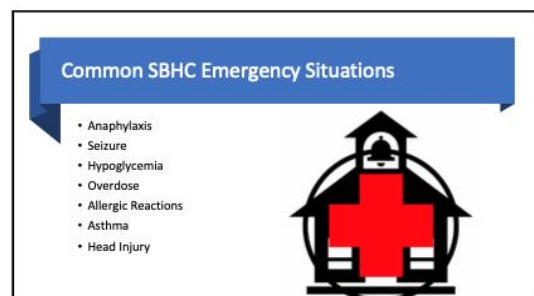 Common SBHC Emergency Situations
• Anaphylaxis
• Seizure
• Hypoglycemia
• Overdose
• Allergic Reactions
• Asthma
• Head Injury